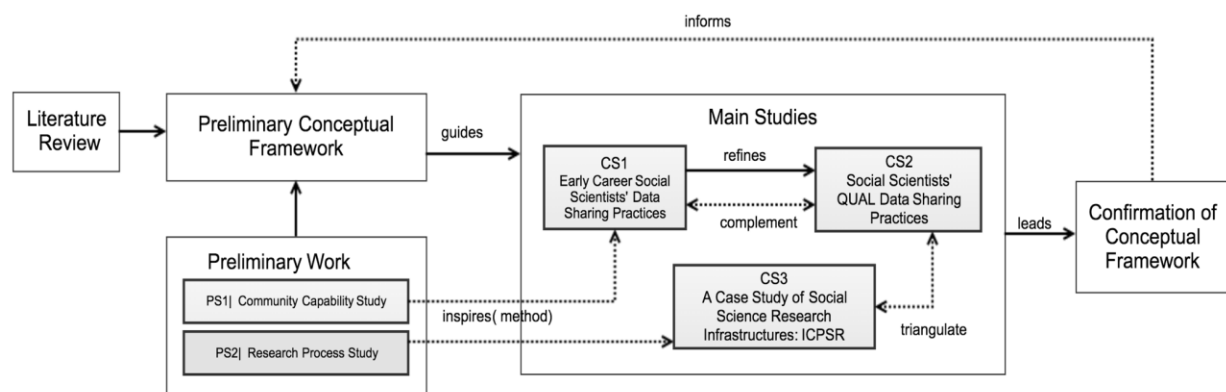 informs
Literature
Review
Preliminary Conceptual
Framework
guides
Main Studies
CS1
Early Career Social
Scientists' Data
Sharing Practices
refines
complement
CS2
Social Scientists'
QUAL Data Sharing
Practices
leads
Confirmation of
Conceptual
Framework
Preliminary Work
PS1| Community Capability Study
PS2| Research Process Study
inspires( method)
CS3
A Case Study of Social
Science Research
Infrastructures: ICPSR
triangulate